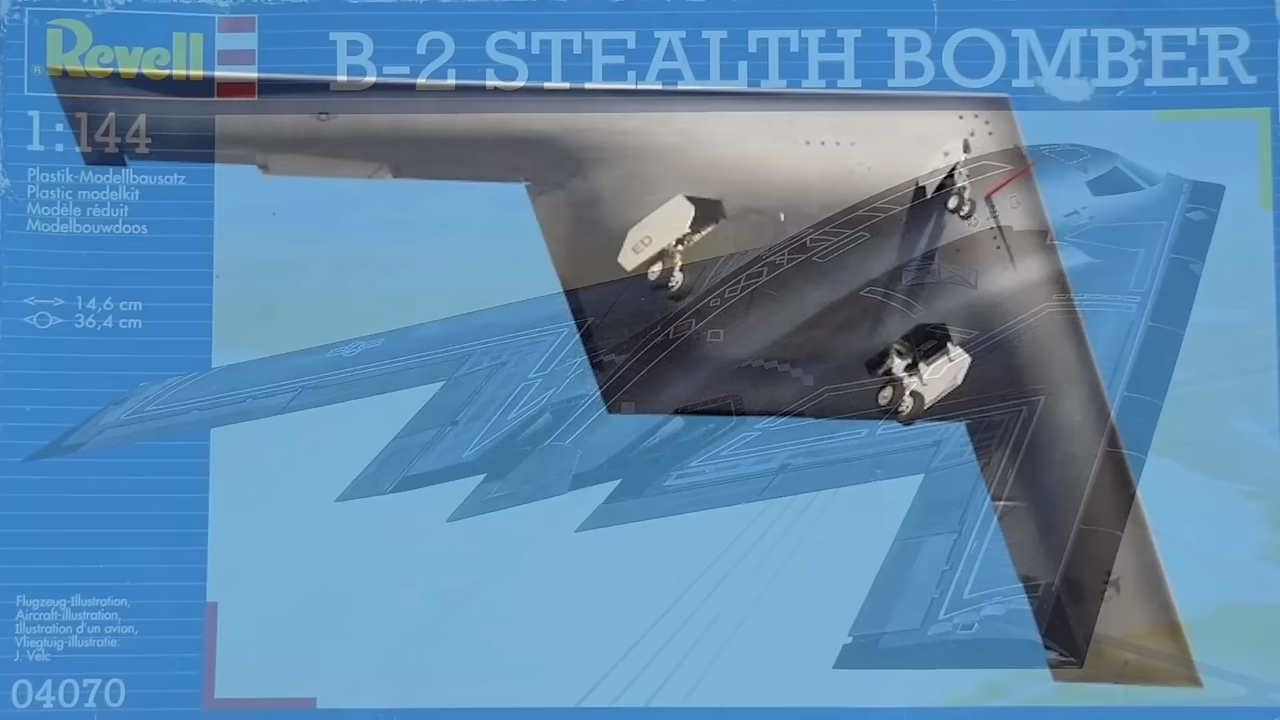 Revell
®
B-2 STEALTH BOMBER
1:144
Plastik-Modellbausatz
Plastic modelkit
Modèle réduit
Modelbouwdoos
14,6 cm
36,4 cm
ED
Flugzeug-Illustration,
Aircraft-illustration,
Illustration d'un avion,
Vliegtuig-illustratie:
J. Velc
04070